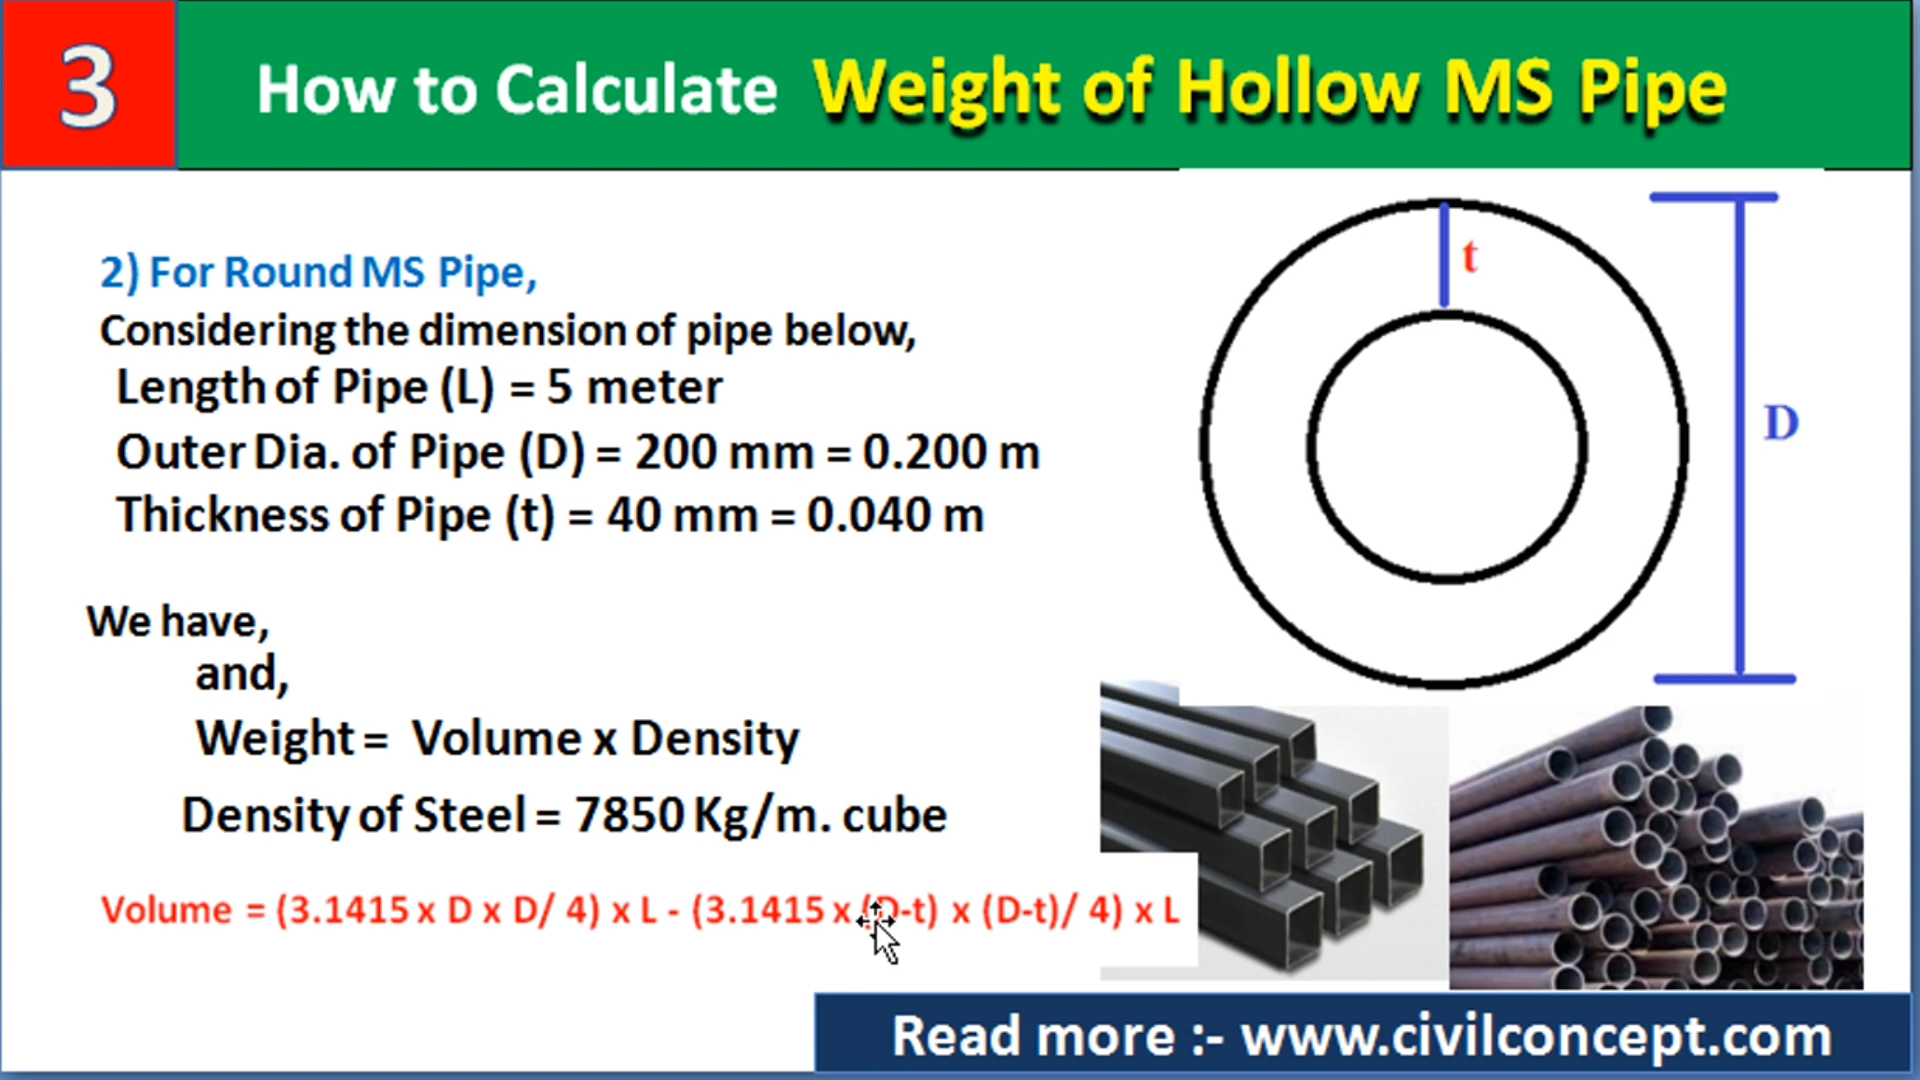 3
How to Calculate Weight of Hollow MS Pipe
2) For Round MS Pipe,
Considering the dimension of pipe below,
Length of Pipe (L) = 5 meter
Outer Dia. of Pipe (D) = 200 mm = 0.200 m
Thickness of Pipe (t) = 40 mm = 0.040 m
t
D
We have,
and,
Weight = Volume x Density
Density of Steel = 7850 Kg/m. cube
Volume = (3.1415 x D x D/ 4) x L - (3.1415 x (D-t) x (D-t)/ 4) x L
Read more :- www.civilconcept.com